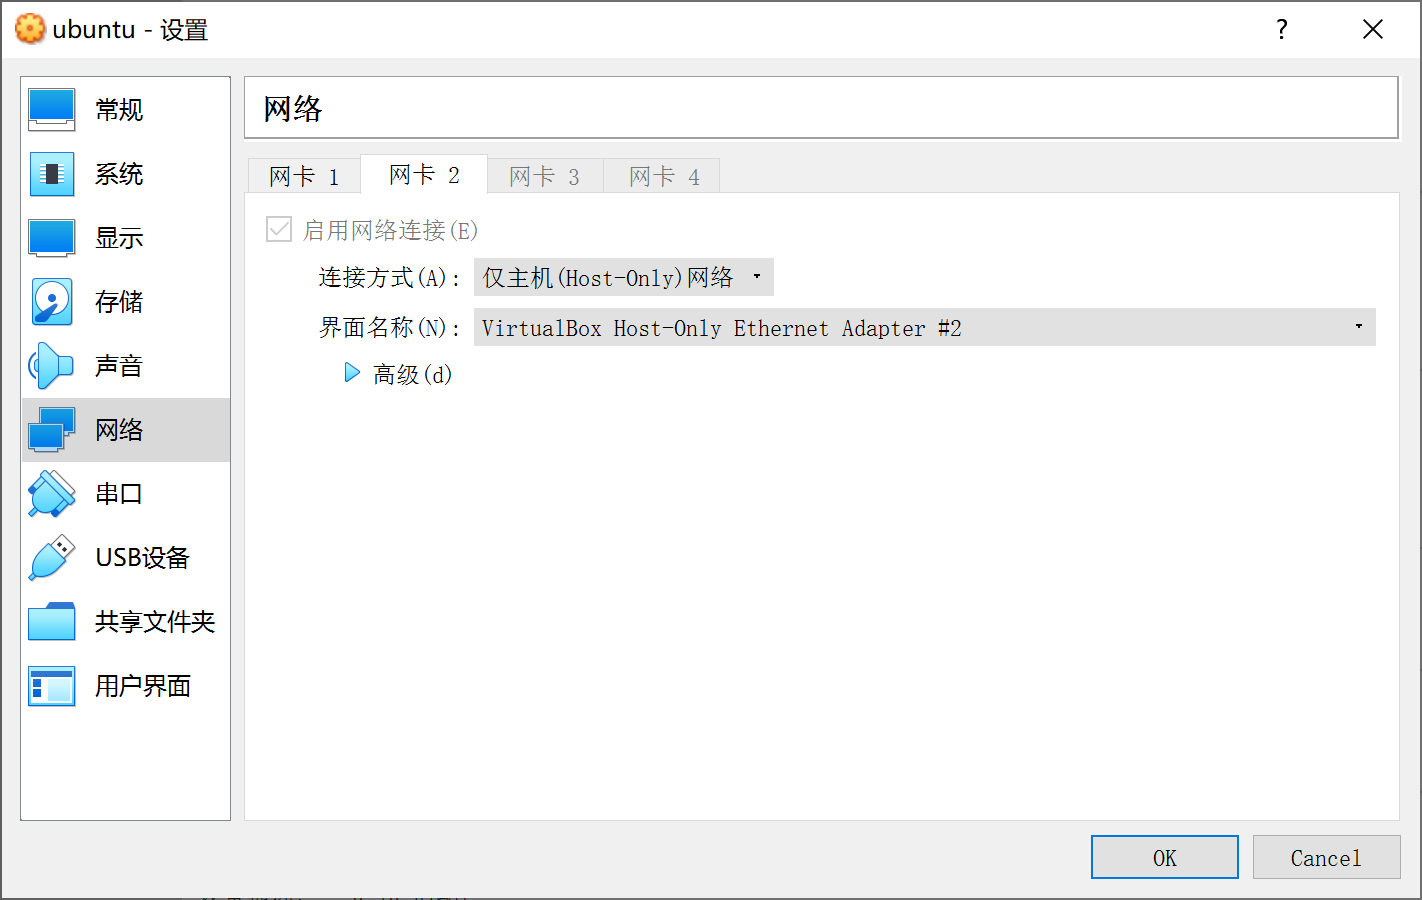 ubuntu - 设置
?
常规
系统
显示
存储
声音
网络
串口
USB设备
共享文件夹
用户界面
网络
网卡 1
网卡 2
网卡 3
网卡 4
启用网络连接(E)
连接方式(A): 仅主机(Host-Only)网络
界面名称(N): VirtualBox Host-Only Ethernet Adapter #2
高级(d)
OK
Cancel